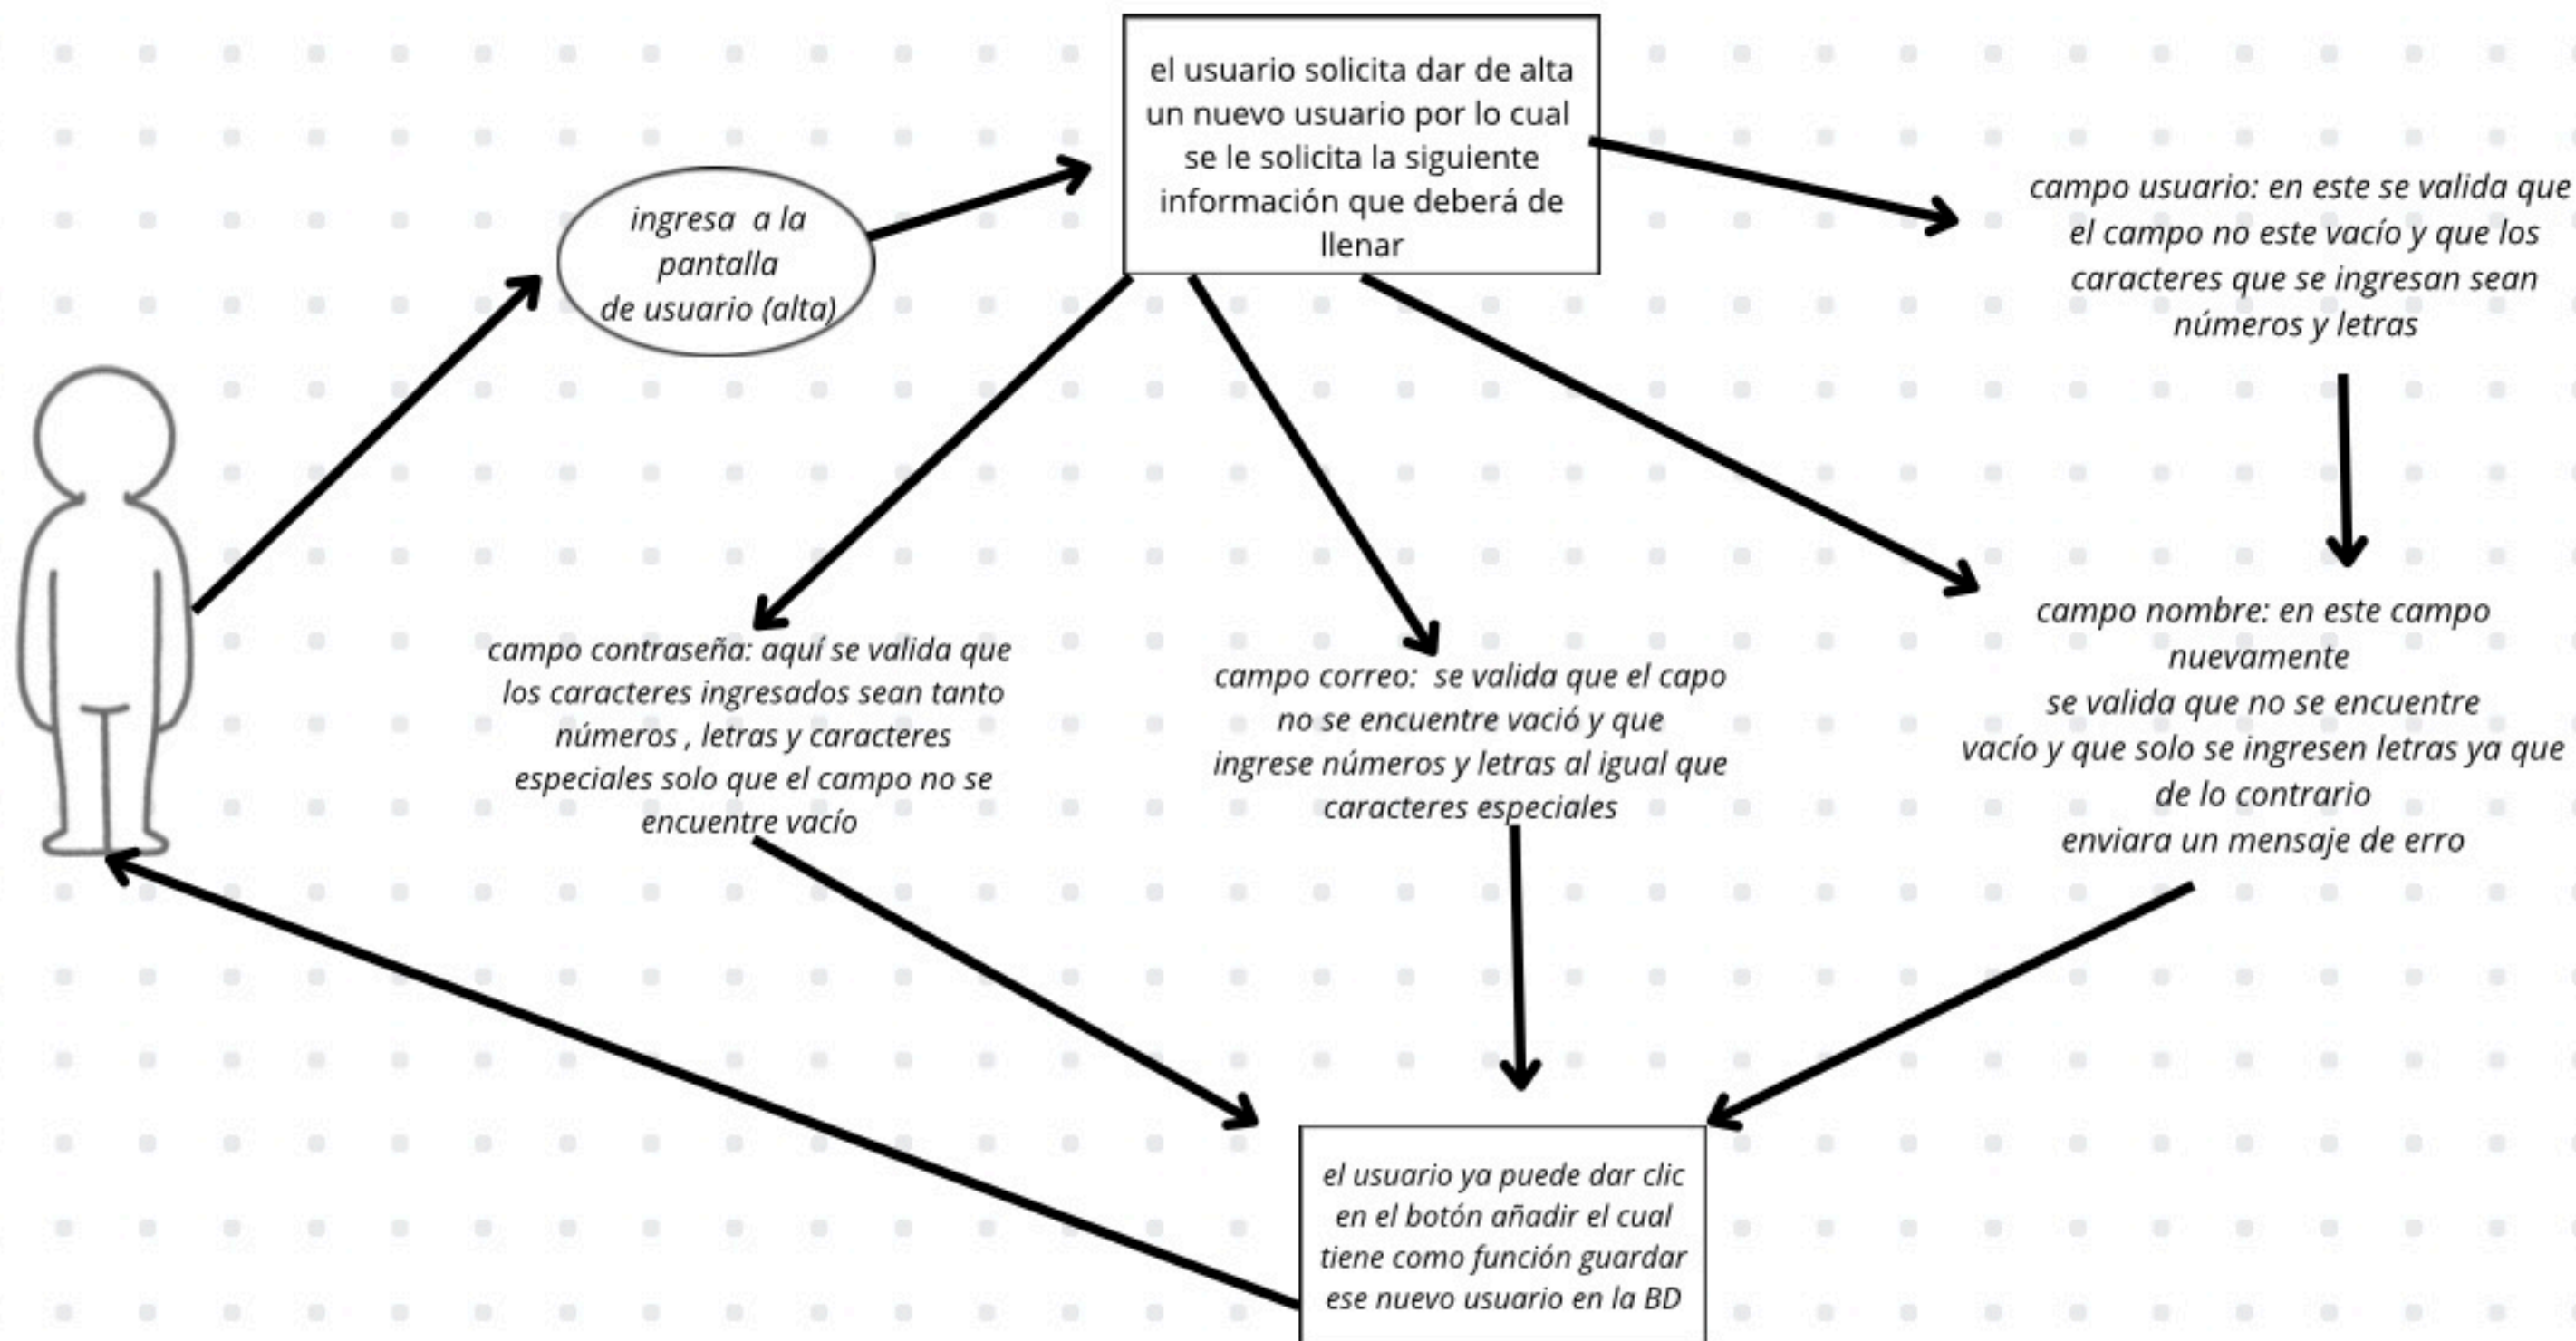 el usuario solicita dar de alta
un nuevo usuario por lo cual
se le solicita la siguiente
información que deberá de
llenar
ingresa a la
pantalla
de usuario (alta)
campo usuario: en este se valida que
el campo no este vacío y que los
caracteres que se ingresan sean
números y letras
campo contraseña: aquí se valida que
los caracteres ingresados sean tanto
números , letras y caracteres
especiales solo que el campo no se
encuentre vacío
campo correo: se valida que el capo
no se encuentre vació y que
ingrese números y letras al igual que
caracteres especiales
campo nombre: en este campo
nuevamente
se valida que no se encuentre
vacío y que solo se ingresen letras ya que
de lo contrario
enviara un mensaje de erro
el usuario ya puede dar clic
en el botón añadir el cual
tiene como función guardar
ese nuevo usuario en la BD